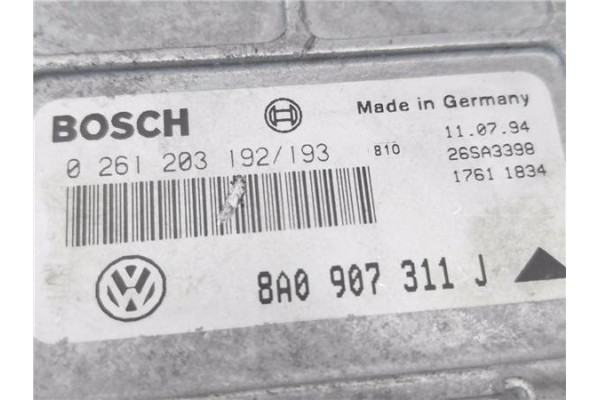 BOSCH
Made in Germany
0 261 203 192/193
810
11.07.94
26SA3398
1761 1834
8A0 907 311 J